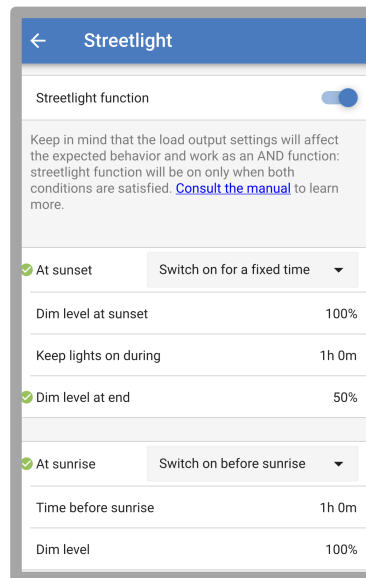 Streetlight
Streetlight function
Keep in mind that the load output settings will affect
the expected behavior and work as an AND function:
streetlight function will be on only when both
conditions are satisfied. Consult the manual to learn
more.
At sunset Switch on for a fixed time
Dim level at sunset 100%
Keep lights on during 1h 0m
Dim level at end 50%
At sunrise Switch on before sunrise
Time before sunrise 1h 0m
Dim level 100%